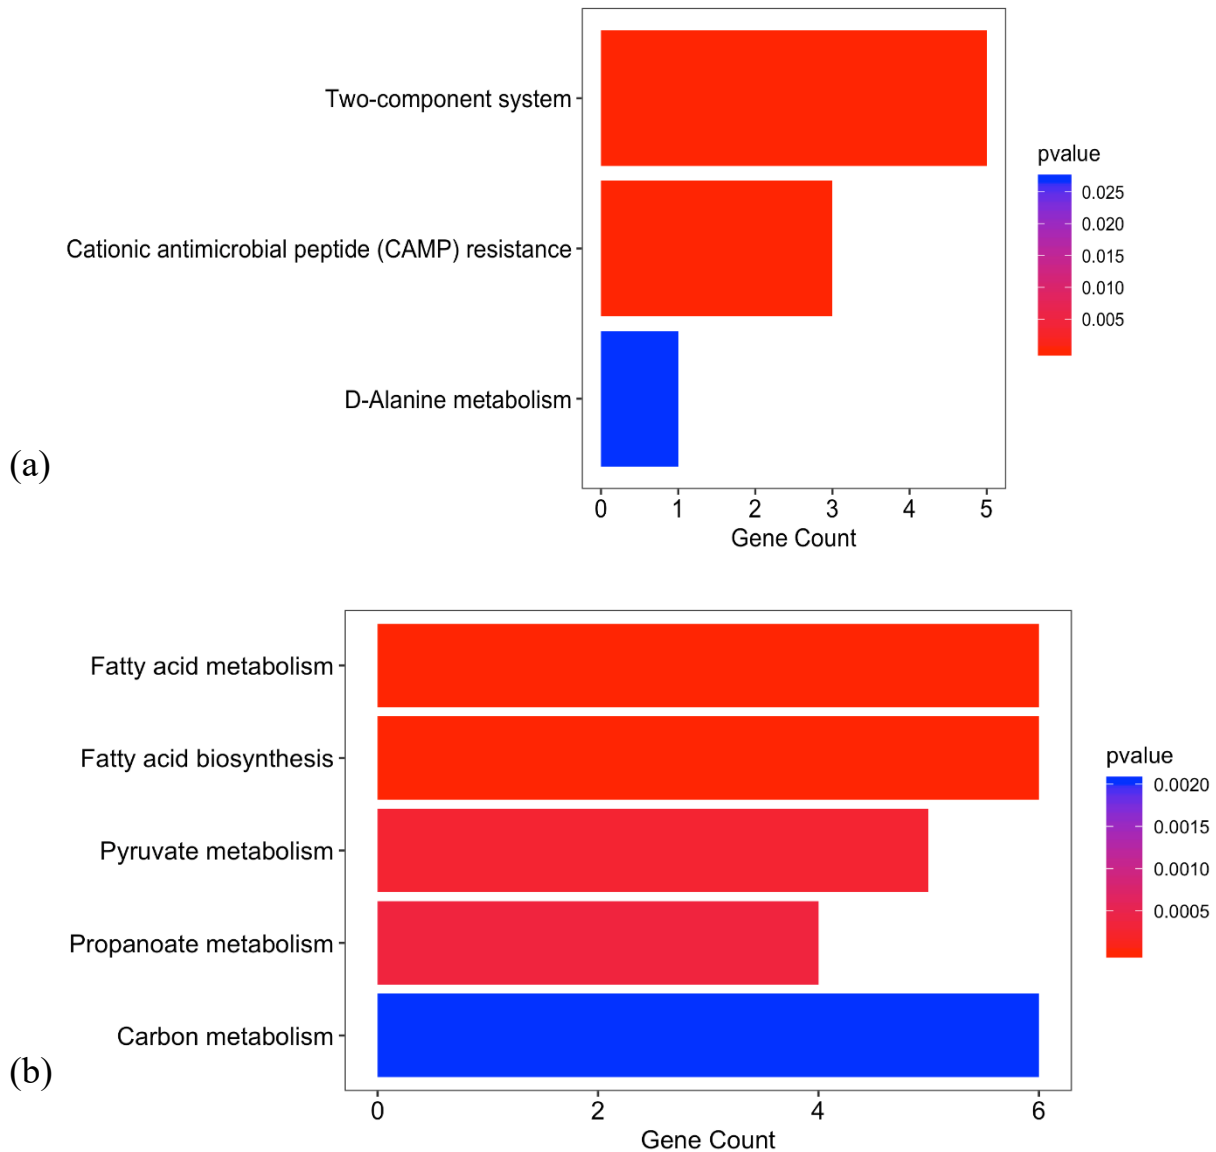 Two-component system
Cationic antimicrobial peptide (CAMP) resistance
D-Alanine metabolism
0 1 2 3 4 5
Gene Count
pvalue
0.025
0.020
0.015
0.010
0.005
(a)
Fatty acid metabolism
Fatty acid biosynthesis
Pyruvate metabolism
Propanoate metabolism
Carbon metabolism
0 2 4 6
Gene Count
pvalue
0.0020
0.0015
0.0010
0.0005
(b)